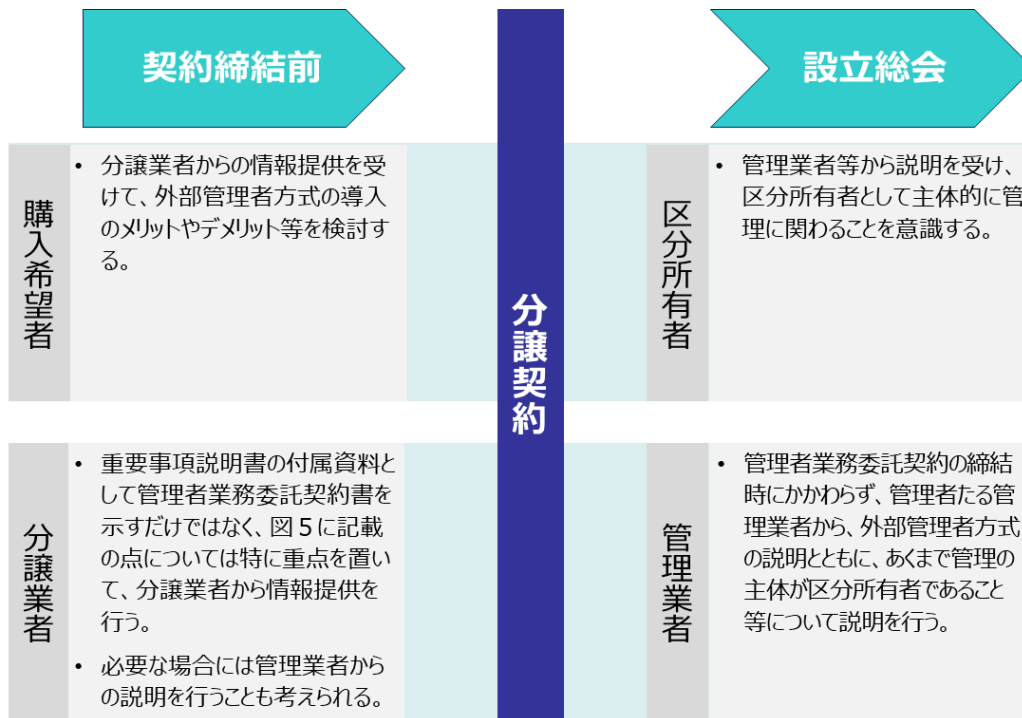 契約締結前
設立総会
分譲契約
購入希望者
• 分譲業者からの情報提供を受
けて、外部管理者方式の導入
のメリットやデメリット等を検討す
る。
区分所有者
• 管理業者等から説明を受け、
区分所有者として主体的に管
理に関わることを意識する。
分譲業者
• 重要事項説明書の付属資料と
して管理者業務委託契約書を
示すだけではなく、図5に記載
の点については特に重点を置い
て、分譲業者から情報提供を
行う。
• 必要な場合には管理業者から
の説明を行うことも考えられる。
管理業者
• 管理者業務委託契約の締結
時にかかわらず、管理者たる管
理業者から、外部管理者方式
の説明とともに、あくまで管理の
主体が区分所有者であること
等について説明を行う。